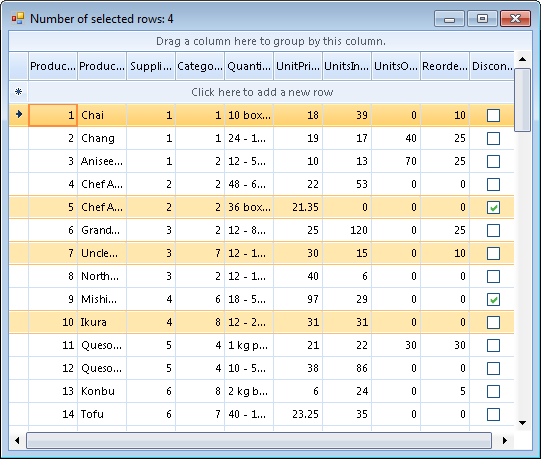 Number of selected rows: 4
Drag a column here to group by this column.
Produc... Produc... Suppli... Catego... Quanti... UnitPri... UnitsIn... UnitsO... Reorde... Discon...
Click here to add a new row
1 Chai 1 1 10 box... 18 39 0 10
2 Chang 1 1 24 - 1... 19 17 40 25
3 Anisee... 1 2 12 - 5... 10 13 70 25
4 Chef A... 2 2 48 - 6... 22 53 0 0
5 Chef A... 2 2 36 box... 21.35 0 0 0
6 Grand... 3 2 12 - 8... 25 120 0 25
7 Uncle... 3 7 12 - 1... 30 15 0 10
8 North... 3 2 12 - 1... 40 6 0 0
9 Mishi... 4 6 18 - 5... 97 29 0 0
10 Ikura 4 8 12 - 2... 31 31 0 0
11 Queso... 5 4 1 kg p... 21 22 30 30
12 Queso... 5 4 10 - 5... 38 86 0 0
13 Konbu 6 8 2 kg b... 6 24 0 5
14 Tofu 6 7 40 - 1... 23.25 35 0 0